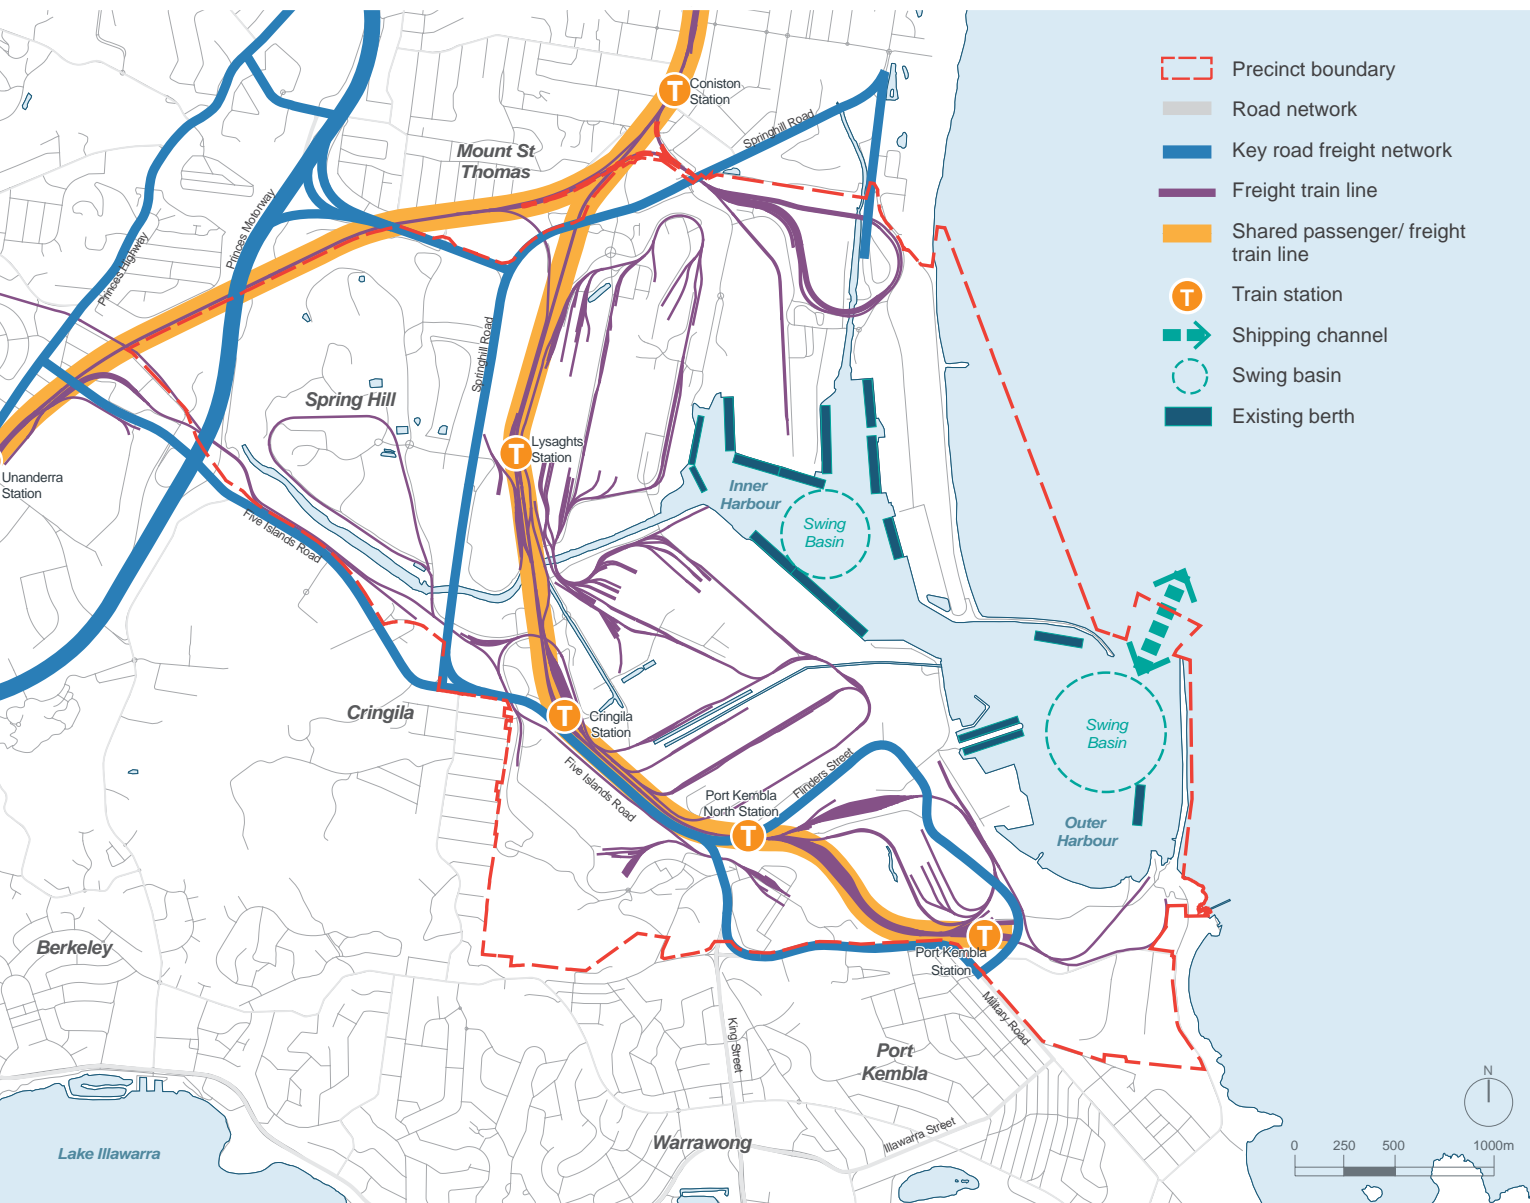 Precinct boundary
Road network
Key road freight network
Freight train line
Shared passenger/ freight
train line
T
Train station
Shipping channel
Swing basin
Existing berth
T
Coniston
Station
Springhill Road
Mount St
Thomas
Princes Motorway
Princes Highway
Springhill Road
Spring Hill
T
Lysaghts
Station
Unanderra
Station
Inner
Harbour
Swing
Basin
Five Islands Road
Cringila
T
Cringila
Station
Swing
Basin
Five Islands Road
Flinders Street
Port Kembla
North Station
T
Outer
Harbour
Berkeley
T
Port Kembla
Station
Military Road
King Street
Port
Kembla
Illawarra Street
Warrawong
Lake Illawarra
N
0 250 500 1000m